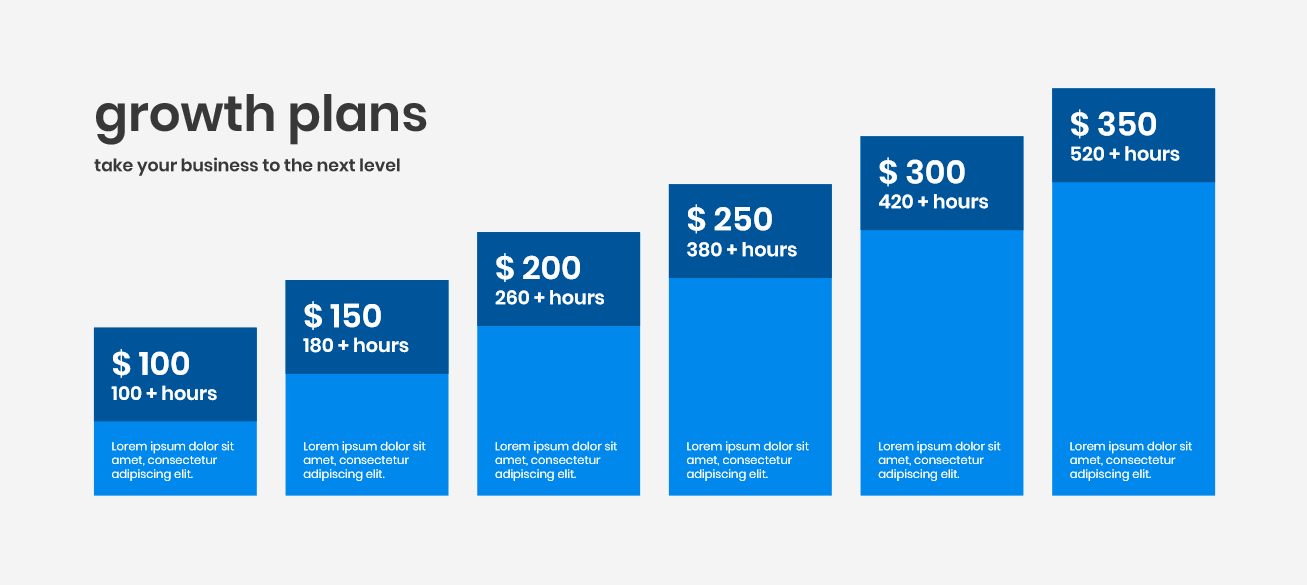 growth plans
take your business to the next level
$ 100
100 + hours
Lorem ipsum dolor sit
amet, consectetur
adipiscing elit.
$ 150
180 + hours
Lorem ipsum dolor sit
amet, consectetur
adipiscing elit.
$ 200
260 + hours
Lorem ipsum dolor sit
amet, consectetur
adipiscing elit.
$ 250
380 + hours
Lorem ipsum dolor sit
amet, consectetur
adipiscing elit.
$ 300
420 + hours
Lorem ipsum dolor sit
amet, consectetur
adipiscing elit.
$ 350
520 + hours
Lorem ipsum dolor sit
amet, consectetur
adipiscing elit.